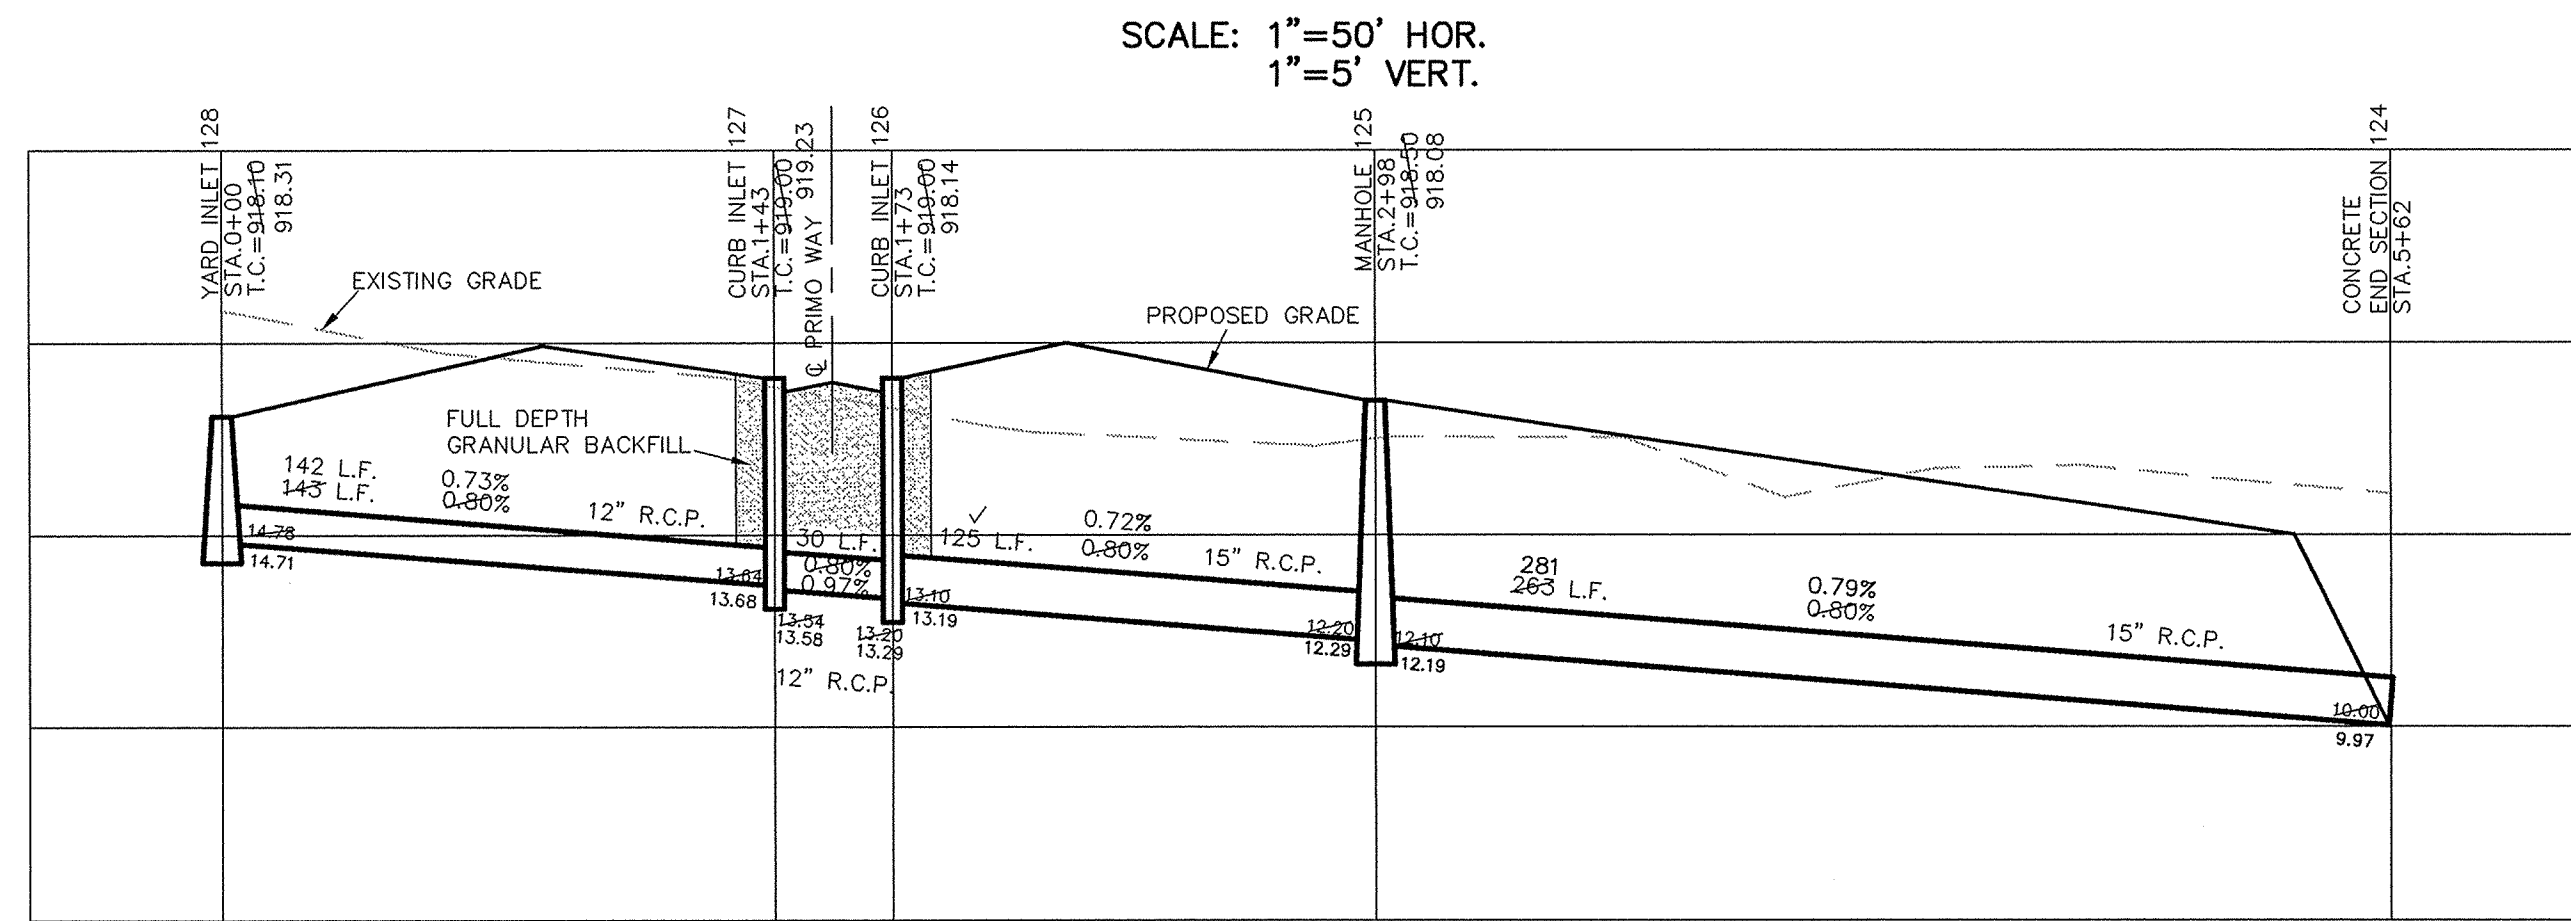 SCALE: 1"=50' HOR.
1"=5' VERT.
YARD INLET 128
STA.0+00
T.C.=918.10
918.31
CURB INLET 127
STA.1+43
T.C.=919.00
℄ PRIMO WAY 919.23
CURB INLET 126
STA.1+73
T.C.=919.00
918.14
MANHOLE 125
STA.2+98
T.C.=918.50
918.08
CONCRETE
END SECTION 124
STA.5+62
EXISTING GRADE
PROPOSED GRADE
FULL DEPTH
GRANULAR BACKFILL
142 L.F.
143 L.F.
0.73%
0.80%
12" R.C.P.
14.78
14.71
13.64
13.68
30 L.F.
0.80%
0.97%
13.54
13.58
13.20
13.29
12" R.C.P.
13.10
13.19
✓
125 L.F.
0.72%
0.80%
15" R.C.P.
12.20
12.29
12.10
12.19
281
263 L.F.
0.79%
0.80%
15" R.C.P.
10.00
9.97